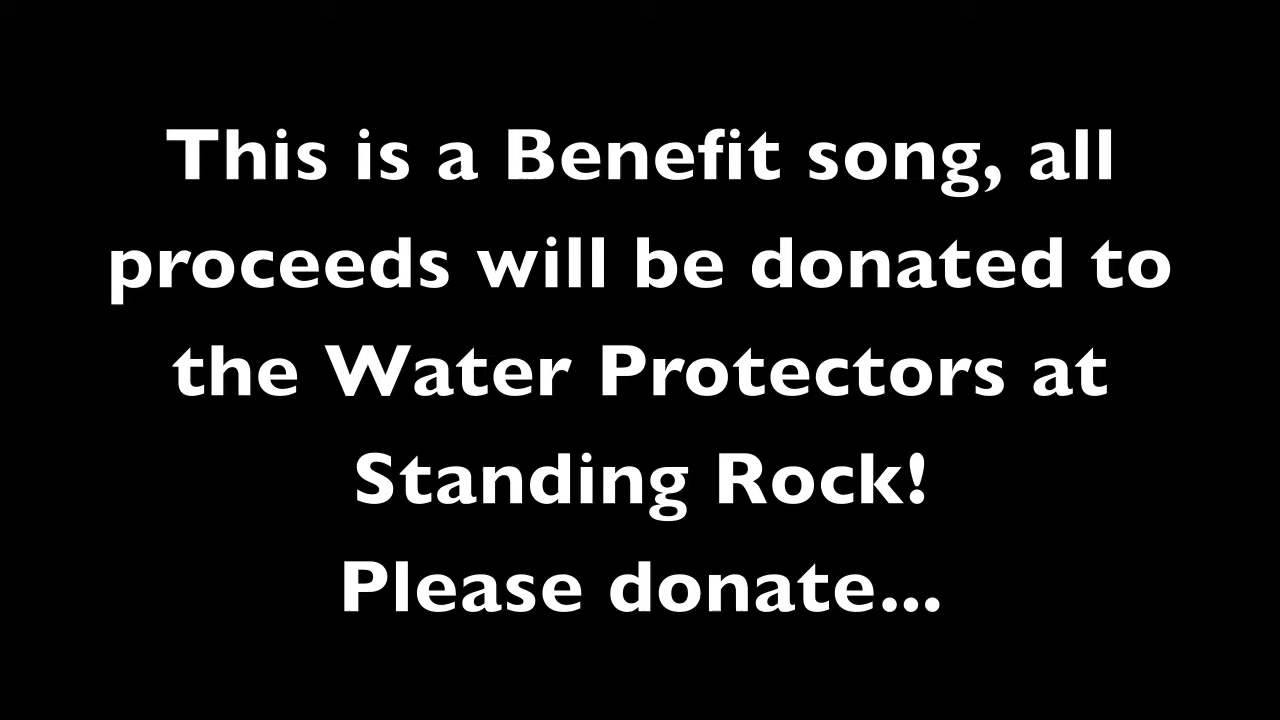 This is a Benefit song, all
proceeds will be donated to
the Water Protectors at
Standing Rock!
Please donate...